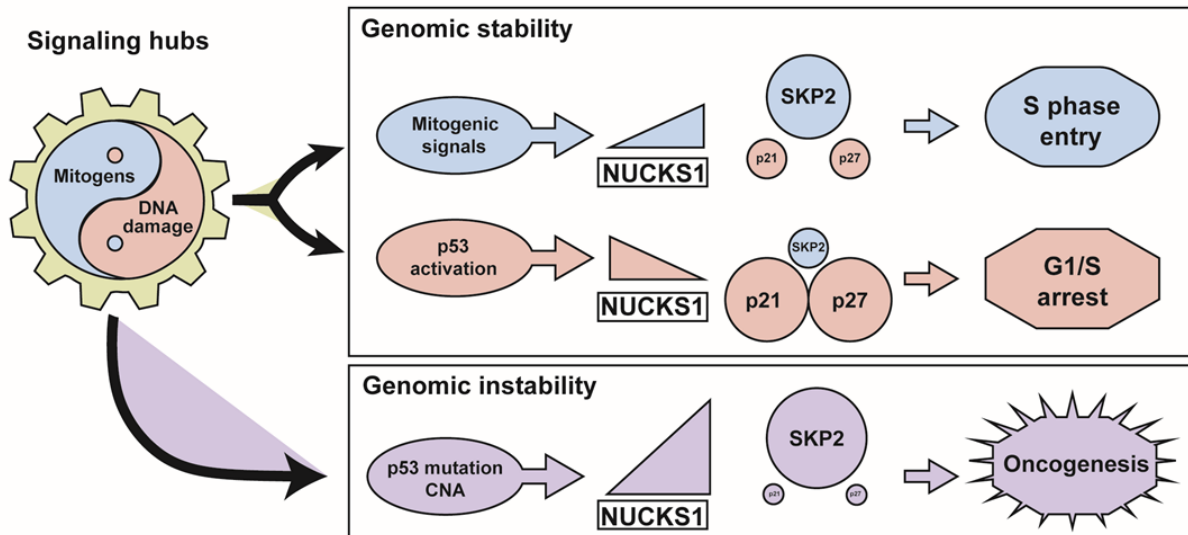 Signaling hubs
Mitogens
DNA
damage
Genomic stability
Mitogenic
signals
NUCKS1
SKP2
p21
p27
S phase
entry
p53
activation
NUCKS1
SKP2
p21
p27
G1/S
arrest
Genomic instability
p53 mutation
CNA
NUCKS1
SKP2
p21
p27
Oncogenesis